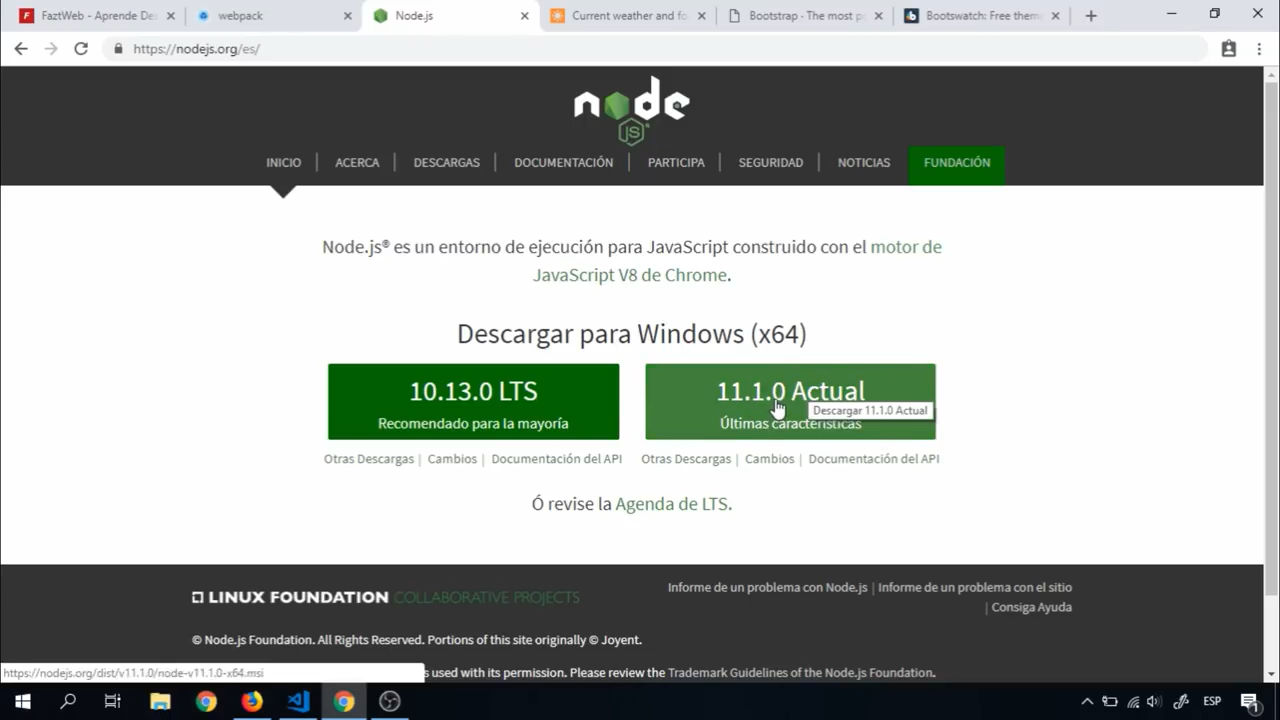 FaztWeb - Aprende Des
webpack
Node.js
Current weather and fo
Bootstrap - The most p
Bootswatch: Free them
https://nodejs.org/es/
node
JS
INICIO
ACERCA
DESCARGAS
DOCUMENTACIÓN
PARTICIPA
SEGURIDAD
NOTICIAS
FUNDACIÓN
Node.js® es un entorno de ejecución para JavaScript construido con el motor de
JavaScript V8 de Chrome.
Descargar para Windows (x64)
10.13.0 LTS
Recomendado para la mayoría
11.1.0 Actual
Descargar 11.1.0 Actual
Últimas características
Otras Descargas | Cambios | Documentación del API
Otras Descargas | Cambios | Documentación del API
Ó revise la Agenda de LTS.
LINUX FOUNDATION COLLABORATIVE PROJECTS
Informe de un problema con Node.js | Informe de un problema con el sitio
| Consiga Ayuda
© Node.js Foundation. All Rights Reserved. Portions of this site originally © Joyent.
https://nodejs.org/dist/v11.1.0/node-v11.1.0-x64.msi
s used with its permission. Please review the Trademark Guidelines of the Node.js Foundation.
ESP
1